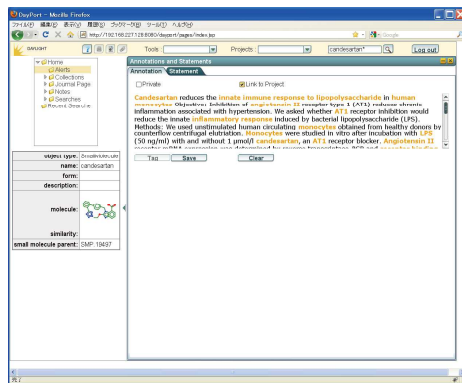 DayPort - Mozilla Firefox
ファイル(F) 編集(E) 表示(V) 履歴(S) ブックマーク(B) ツール(T) ヘルプ(H)
http://192.168.227.128:8080/dayport/pages/index.jsp
Google
DAYLIGHT
Tools :
Projects :
candesartan*
Log out
Home
Alerts
Collections
Journal Page
Notes
Searches
Annotations and Statements
Annotation Statement
Private
Link to Project
Candesartan reduces the innate immune response to lipopolysaccharide in human
monocytes Objective: Inhibition of angiotensin II receptor type 1 (AT1) reduces chronic
inflammation associated with hypertension. We asked whether AT1 receptor inhibition would
reduce the innate inflammatory response induced by bacterial lipopolysaccharide (LPS).
Methods: We used unstimulated human circulating monocytes obtained from healthy donors by
counterflow centrifugal elutriation. Monocytes were studied in vitro after incubation with LPS
(50 ng/ml) with and without 1 μmol/l candesartan, an AT1 receptor blocker. Angiotensin II
Tag
Save
Clear
object type: SmallMolecule
name: candesartan
form:
description:
molecule:
similarity:
small molecule parent: SMP:19497
完了